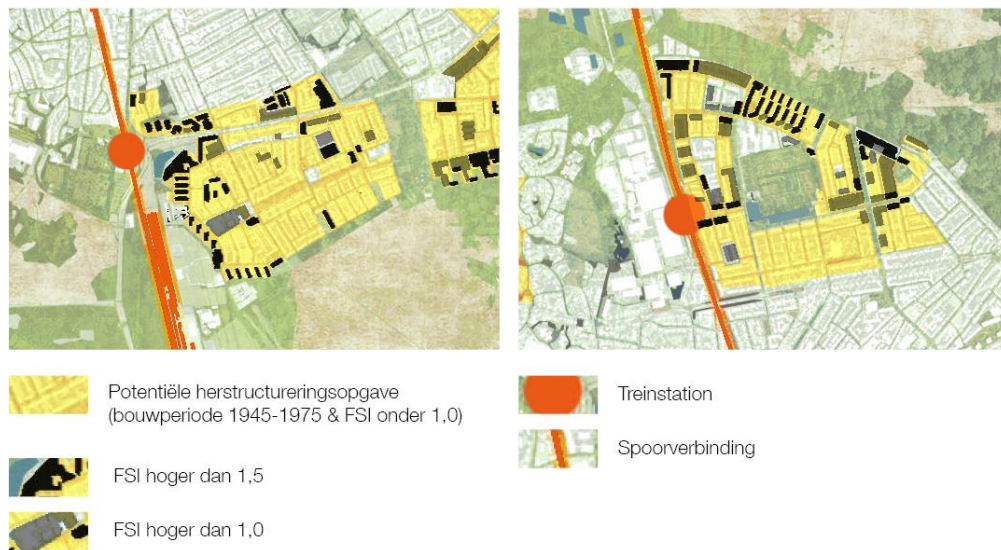 Potentiële herstructureringsopgave
(bouwperiode 1945-1975 & FSI onder 1,0)
FSI hoger dan 1,5
FSI hoger dan 1,0
Treinstation
Spoorverbinding